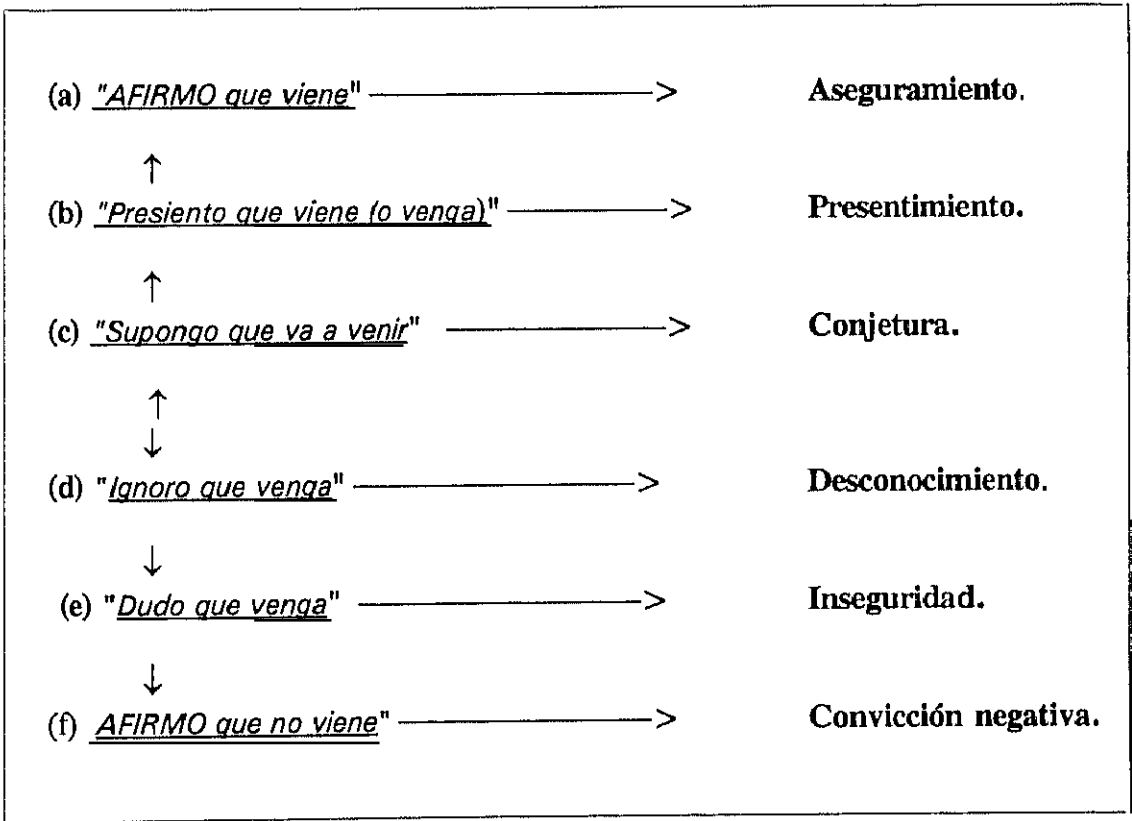 (a) "AFIRMO que viene" ————————> Aseguramiento.
↑
(b) "Presiento que viene (o venga)" ——————> Presentimiento.
↑
(c) "Supongo que va a venir" ————————> Conjetura.
↑
↓
(d) "Ignoro que venga" ————————> Desconocimiento.
↓
(e) "Dudo que venga" ————————> Inseguridad.
↓
(f) AFIRMO que no viene" ————————> Convicción negativa.